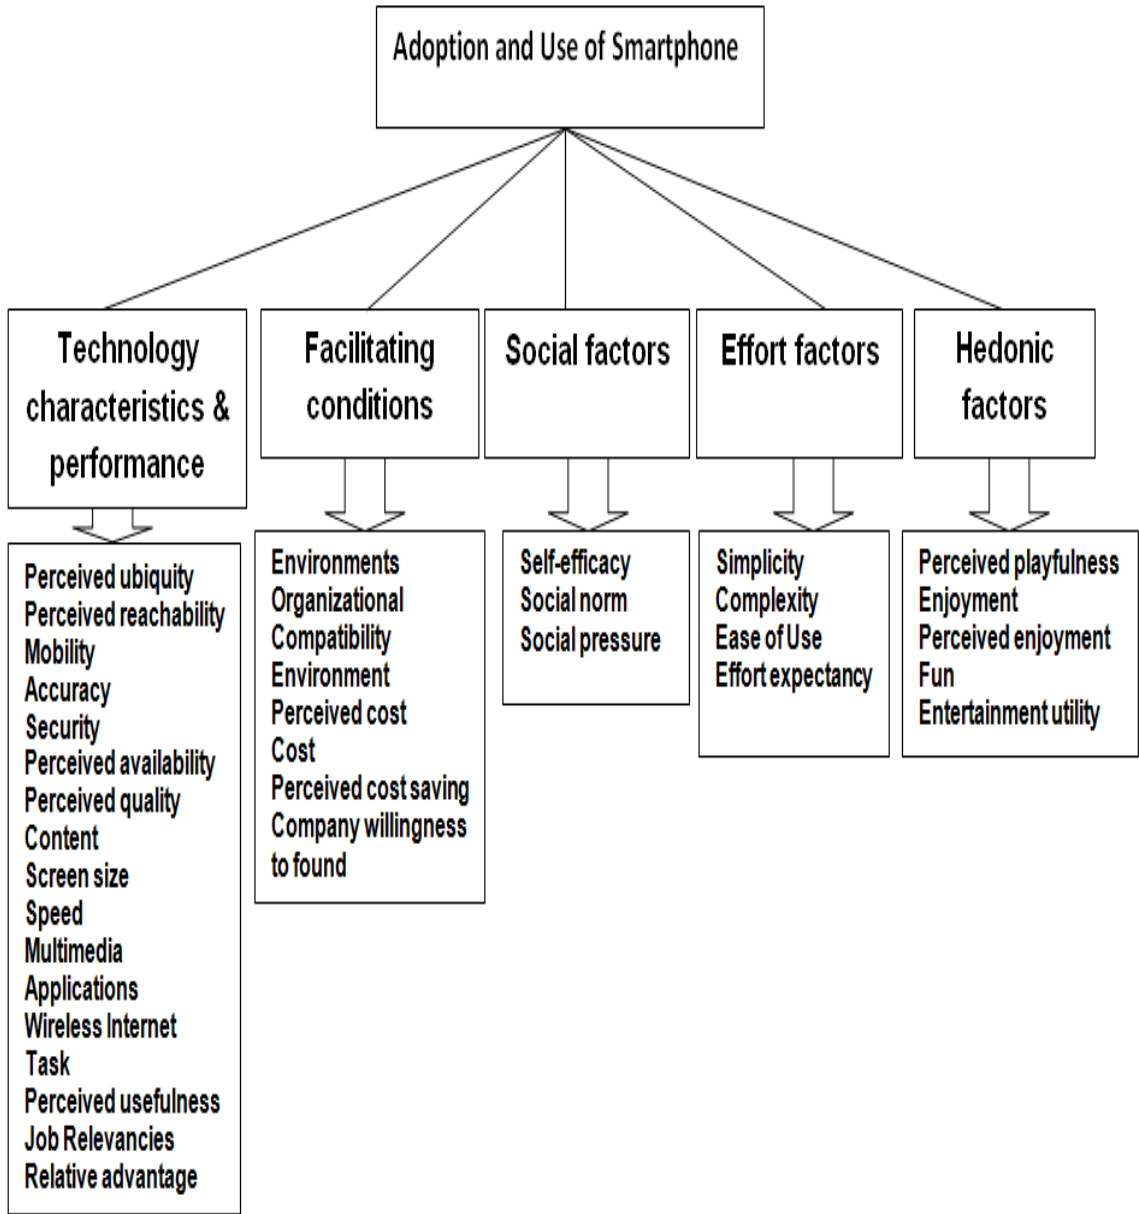 Adoption and Use of Smartphone
Technology
characteristics &
performance
Facilitating
conditions
Social factors
Effort factors
Hedonic
factors
Perceived ubiquity
Perceived reachability
Mobility
Accuracy
Security
Perceived availability
Perceived quality
Content
Screen size
Speed
Multimedia
Applications
Wireless Internet
Task
Perceived usefulness
Job Relevancies
Relative advantage
Environments
Organizational
Compatibility
Environment
Perceived cost
Cost
Perceived cost saving
Company willingness
to found
Self-efficacy
Social norm
Social pressure
Simplicity
Complexity
Ease of Use
Effort expectancy
Perceived playfulness
Enjoyment
Perceived enjoyment
Fun
Entertainment utility